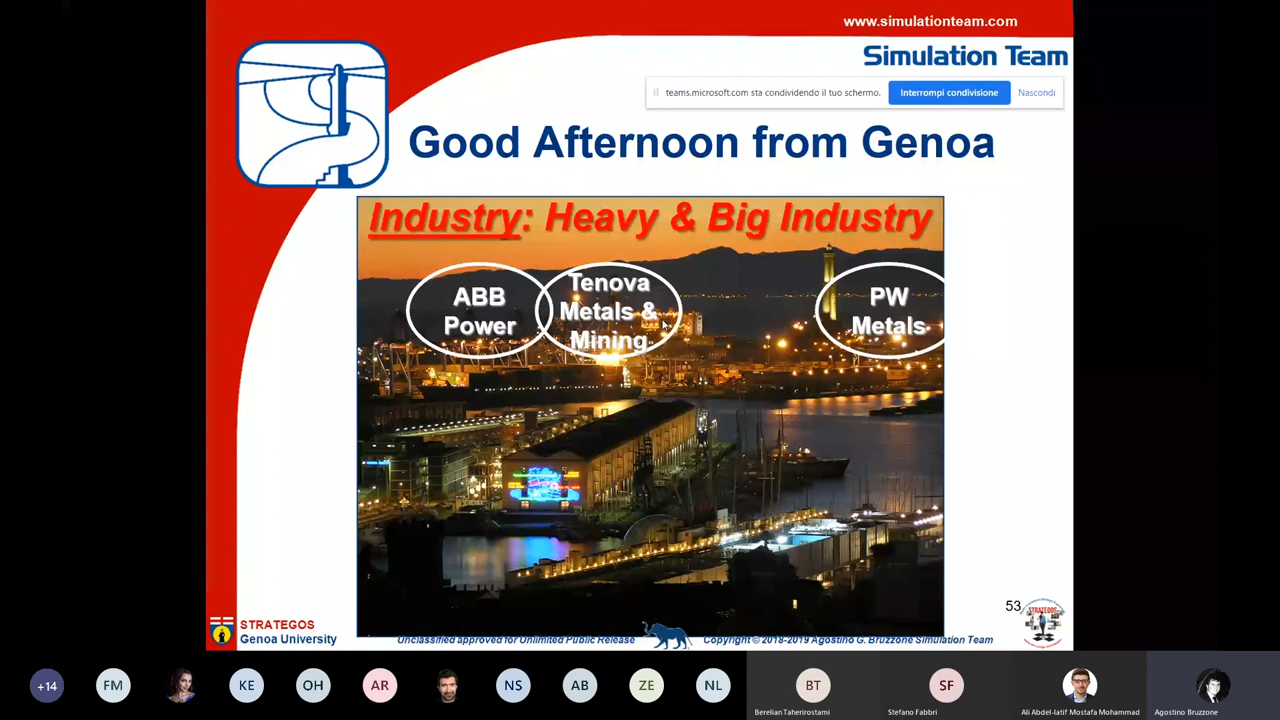 www.simulationteam.com
Simulation Team
teams.microsoft.com sta condividendo il tuo schermo. Interrompi condivisione Nascondi
Good Afternoon from Genoa
Industry: Heavy & Big Industry
ABB
Power
Tenova
Metals &
Mining
PW
Metals
53
STRATEGOS
STRATEGOS
Genoa University
Unclassified approved for Unlimited Public Release
Copyright © 2018-2019 Agostino G. Bruzzone Simulation Team
+14 FM KE OH AR NS AB ZE NL BT SF
Berelian Taherirostami Stefano Fabbri Ali Abdel-latif Mostafa Mohammad Agostino Bruzzone